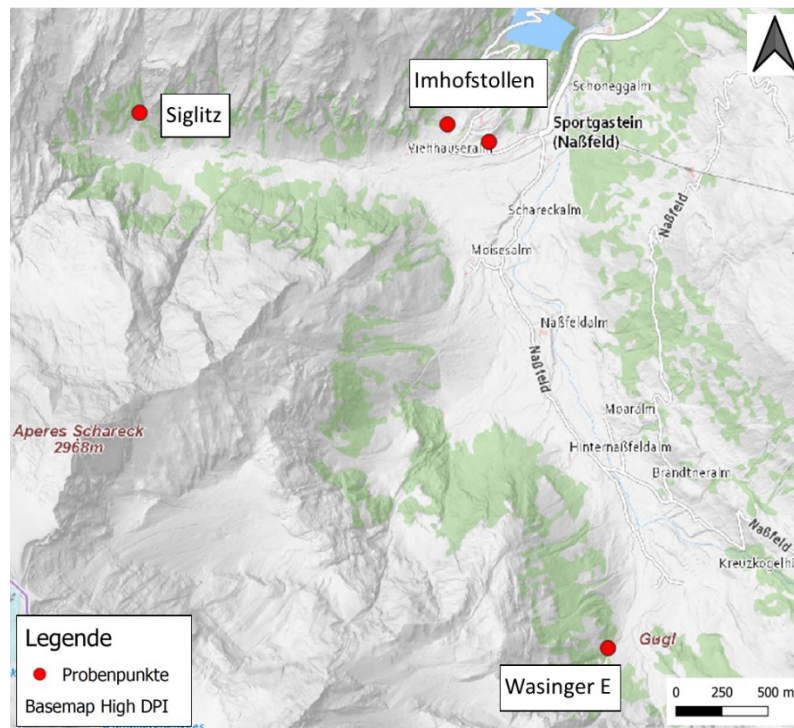 Schoneggalm
Imhofstollen
Siglitz
Sportgastein
(Naßfeld)
Naßfeld
Schareckalm
Moisesalm
Naßfeldalm
Naßfeld
Aperes Schareck
2968m
Moaralm
Hinternaßfeldalm
Brandtneralm
Naßfeld
Gugl
Wasinger E
Legende
Probenpunkte
Basemap High DPI
0 250 500 m